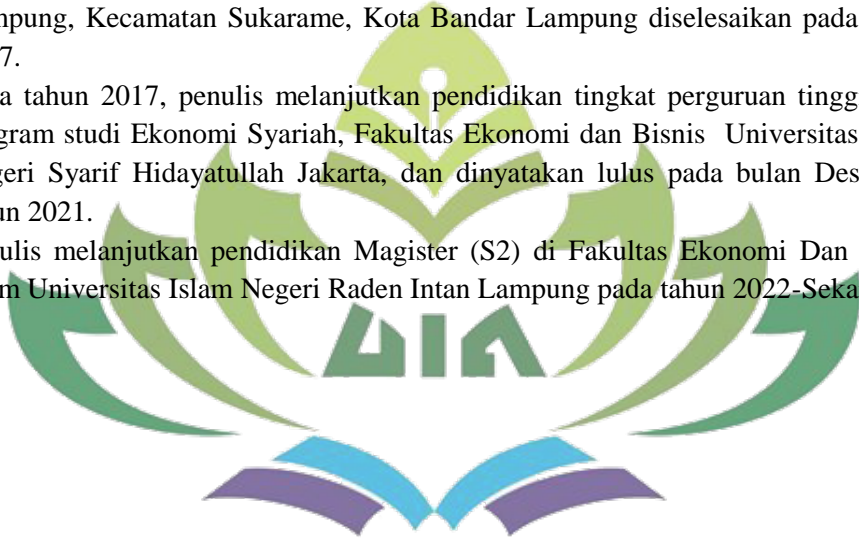 mpung, Kecamatan Sukarame, Kota Bandar Lampung diselesaikan pada
7.
a tahun 2017, penulis melanjutkan pendidikan tingkat perguruan tingg
gram studi Ekonomi Syariah, Fakultas Ekonomi dan Bisnis Universitas
geri Syarif Hidayatullah Jakarta, dan dinyatakan lulus pada bulan Des
un 2021.
ulis melanjutkan pendidikan Magister (S2) di Fakultas Ekonomi Dan
m Universitas Islam Negeri Raden Intan Lampung pada tahun 2022-Seka
UIN